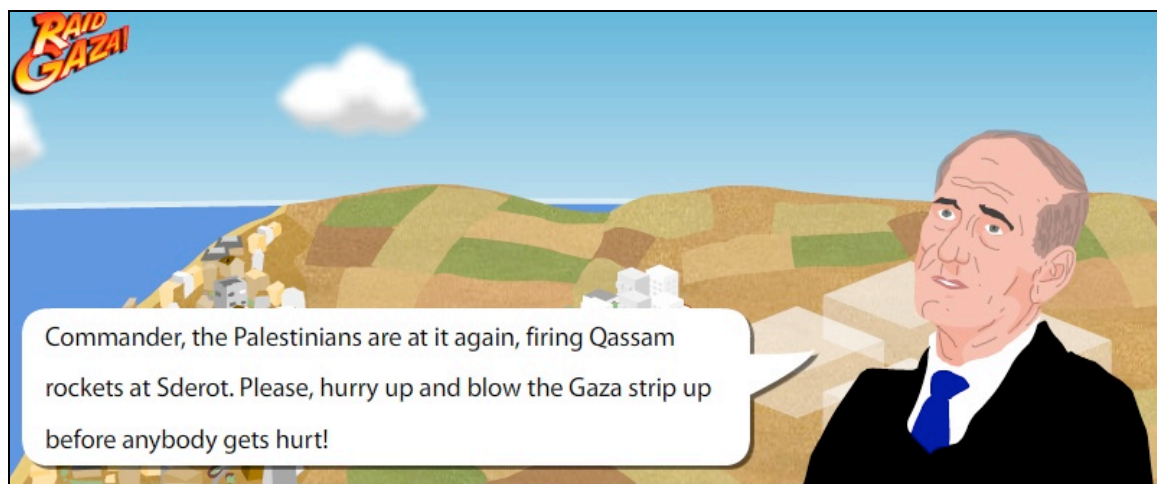 RAID
GAZA!
Commander, the Palestinians are at it again, firing Qassam
rockets at Sderot. Please, hurry up and blow the Gaza strip up
before anybody gets hurt!